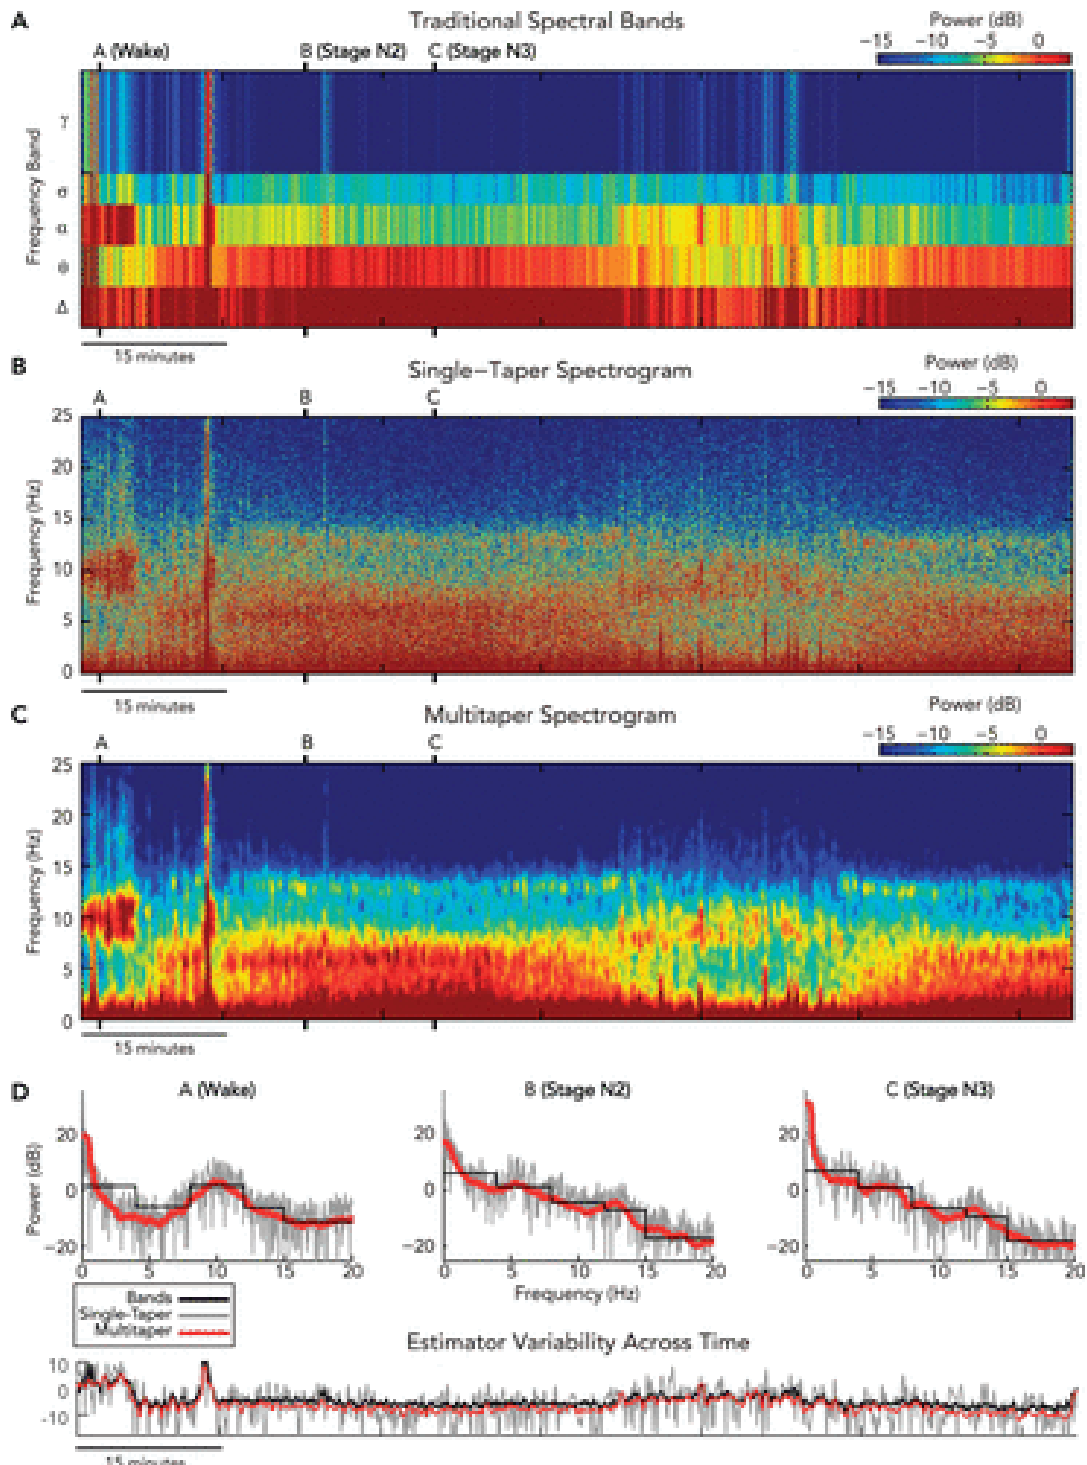 A
Traditional Spectral Bands
Power (dB)
−15 −10 −5 0
A (Wake) B (Stage N2) C (Stage N3)
Frequency Band
γ
σ
α
θ
Δ
15 minutes
B
Single−Taper Spectrogram
Power (dB)
−15 −10 −5 0
A B C
Frequency (Hz)
25
20
15
10
5
0
15 minutes
C
Multitaper Spectrogram
Power (dB)
−15 −10 −5 0
A B C
Frequency (Hz)
25
20
15
10
5
0
15 minutes
D
A (Wake) B (Stage N2) C (Stage N3)
Power (dB)
20 20 20
0 0 0
−20 −20 −20
0 5 10 15 20 0 5 10 15 20 0 5 10 15 20
Frequency (Hz)
Bands
Single-Taper
Multitaper
Estimator Variability Across Time
10
0
-10
15 minutes